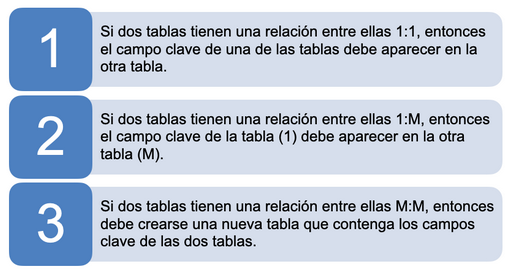 1
Si dos tablas tienen una relación entre ellas 1:1, entonces
el campo clave de una de las tablas debe aparecer en la
otra tabla.
2
Si dos tablas tienen una relación entre ellas 1:M, entonces
el campo clave de la tabla (1) debe aparecer en la otra
tabla (M).
3
Si dos tablas tienen una relación entre ellas M:M, entonces
debe crearse una nueva tabla que contenga los campos
clave de las dos tablas.